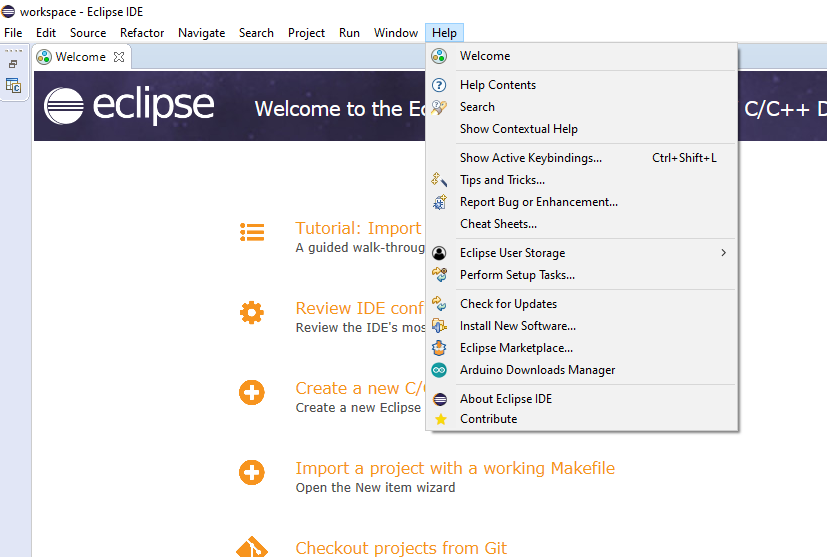 workspace - Eclipse IDE
File Edit Source Refactor Navigate Search Project Run Window Help
Welcome
eclipse Welcome to the Ec C/C++ D
Tutorial: Import
A guided walk-throug
Review IDE conf
Review the IDE's mos
Create a new C/C
Create a new Eclipse
Import a project with a working Makefile
Open the New item wizard
Checkout projects from Git
Welcome
Help Contents
Search
Show Contextual Help
Show Active Keybindings... Ctrl+Shift+L
Tips and Tricks...
Report Bug or Enhancement...
Cheat Sheets...
Eclipse User Storage
Perform Setup Tasks...
Check for Updates
Install New Software...
Eclipse Marketplace...
Arduino Downloads Manager
About Eclipse IDE
Contribute